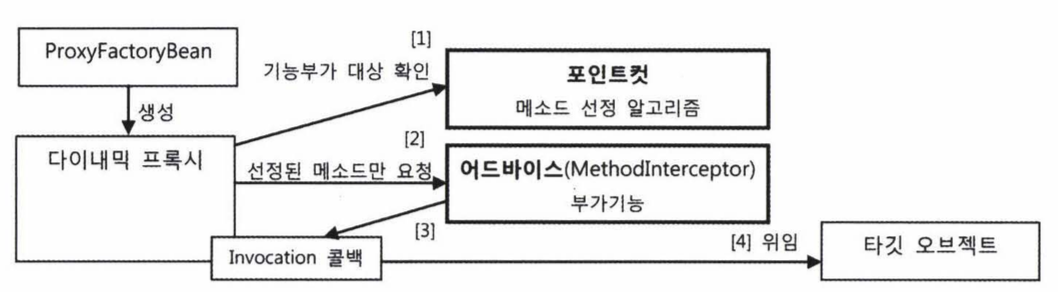 ProxyFactoryBean
생성
다이내믹 프록시
[1]
기능부가 대상 확인
포인트컷
메소드 선정 알고리즘
[2]
선정된 메소드만 요청
어드바이스(MethodInterceptor)
부가기능
[3]
Invocation 콜백
[4] 위임
타깃 오브젝트